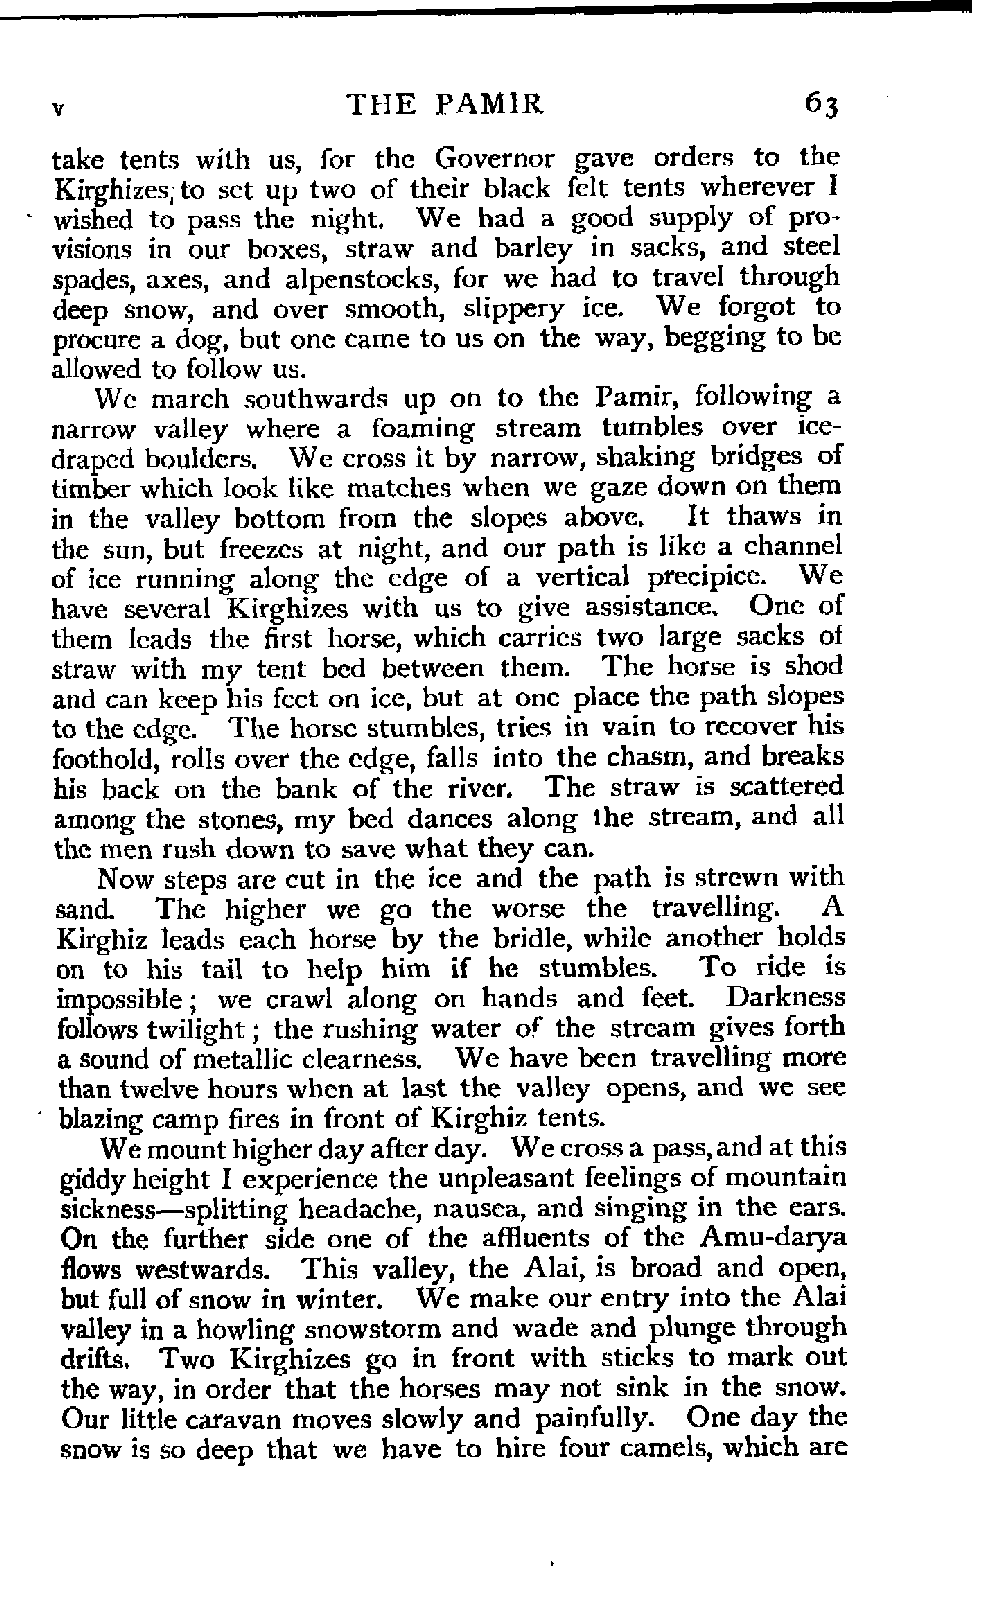 v THE PAMIR 63
take tents with us, for the Governor gave orders to the
Kirghizes, to set up two of their black felt tents wherever I
wished to pass the night. We had a good supply of pro-
visions in our boxes, straw and barley in sacks, and steel
spades, axes, and alpenstocks, for we had to travel through
deep snow, and over smooth, slippery ice. We forgot to
procure a dog, but one came to us on the way, begging to be
allowed to follow us.
We march southwards up on to the Pamir, following a
narrow valley where a foaming stream tumbles over ice-
draped boulders. We cross it by narrow, shaking bridges of
timber which look like matches when we gaze down on them
in the valley bottom from the slopes above. It thaws in
the sun, but freezes at night, and our path is like a channel
of ice running along the edge of a vertical precipice. We
have several Kirghizes with us to give assistance. One of
them leads the first horse, which carries two large sacks of
straw with my tent bed between them. The horse is shod
and can keep his feet on ice, but at one place the path slopes
to the edge. The horse stumbles, tries in vain to recover his
foothold, rolls over the edge, falls into the chasm, and breaks
his back on the bank of the river. The straw is scattered
among the stones, my bed dances along the stream, and all
the men rush down to save what they can.
Now steps are cut in the ice and the path is strewn with
sand. The higher we go the worse the travelling. A
Kirghiz leads each horse by the bridle, while another holds
on to his tail to help him if he stumbles. To ride is
impossible; we crawl along on hands and feet. Darkness
follows twilight; the rushing water of the stream gives forth
a sound of metallic clearness. We have been travelling more
than twelve hours when at last the valley opens, and we see
blazing camp fires in front of Kirghiz tents.
We mount higher day after day. We cross a pass, and at this
giddy height I experience the unpleasant feelings of mountain
sickness—splitting headache, nausea, and singing in the ears.
On the further side one of the affluents of the Amu-darya
flows westwards. This valley, the Alai, is broad and open,
but full of snow in winter. We make our entry into the Alai
valley in a howling snowstorm and wade and plunge through
drifts. Two Kirghizes go in front with sticks to mark out
the way, in order that the horses may not sink in the snow.
Our little caravan moves slowly and painfully. One day the
snow is so deep that we have to hire four camels, which are